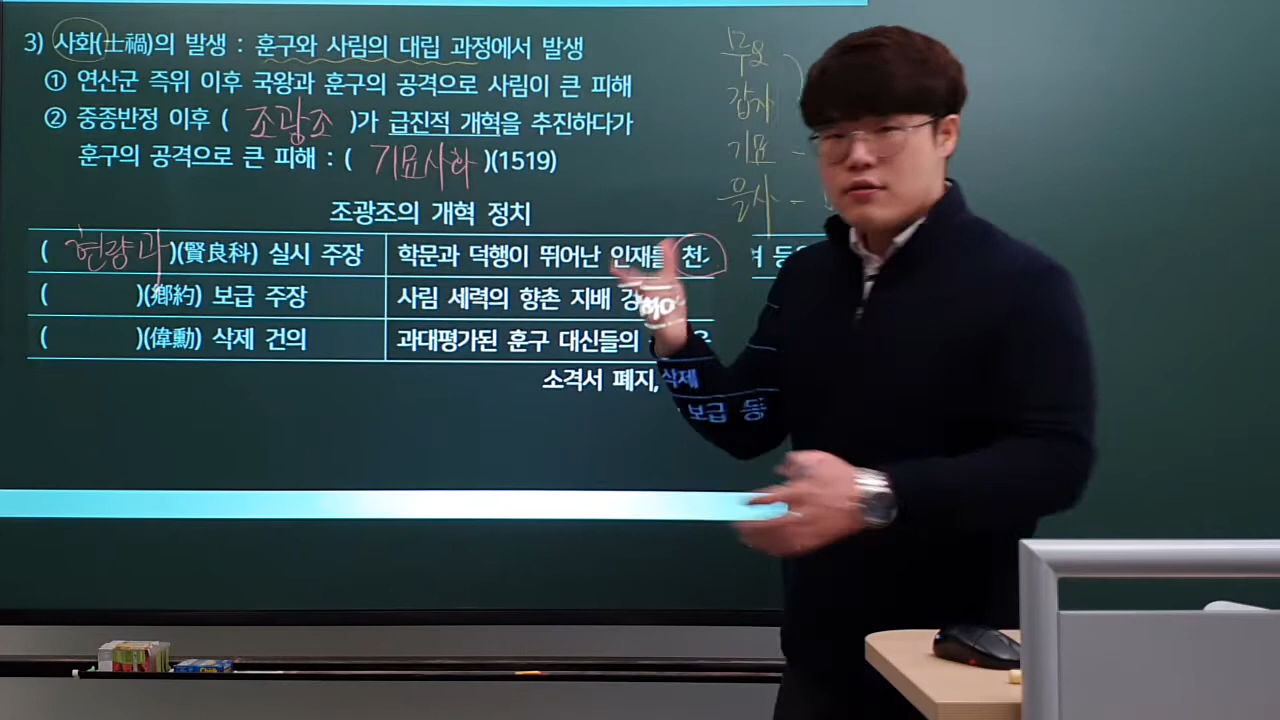 3) 사화(士禍)의 발생 : 훈구와 사림의 대립 과정에서 발생
① 연산군 즉위 이후 국왕과 훈구의 공격으로 사림이 큰 피해
② 중종반정 이후 ( 조광조 )가 급진적 개혁을 추진하다가
훈구의 공격으로 큰 피해 : ( 기묘사화 )(1519)
무오
갑자
기묘 -
을사 -
조광조의 개혁 정치
( 현량과 )(賢良科) 실시 주장 학문과 덕행이 뛰어난 인재를 천거
( )(鄕約) 보급 주장 사림 세력의 향촌 지배
( )(偉勳) 삭제 건의 과대평가된 훈구 대신들의
소격서 폐지,
삭제
보급 등